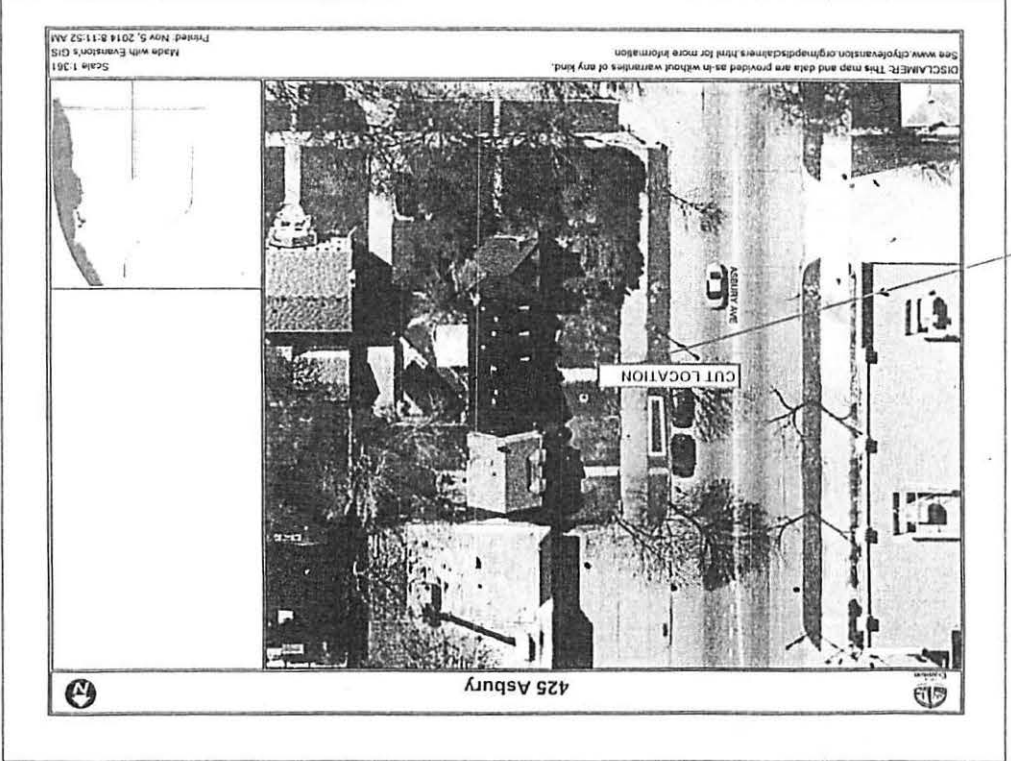 425 Asbury
CUT LOCATION
ASBURY AVE
DISCLAIMER: This map and data are provided as-in without warranties of any kind.
See www.cityofevanston.org/mapdisclaimers.html for more information
Scale 1:361
Made with Evanston's GIS
Printed: Nov 5, 2014 8:11:52 AM